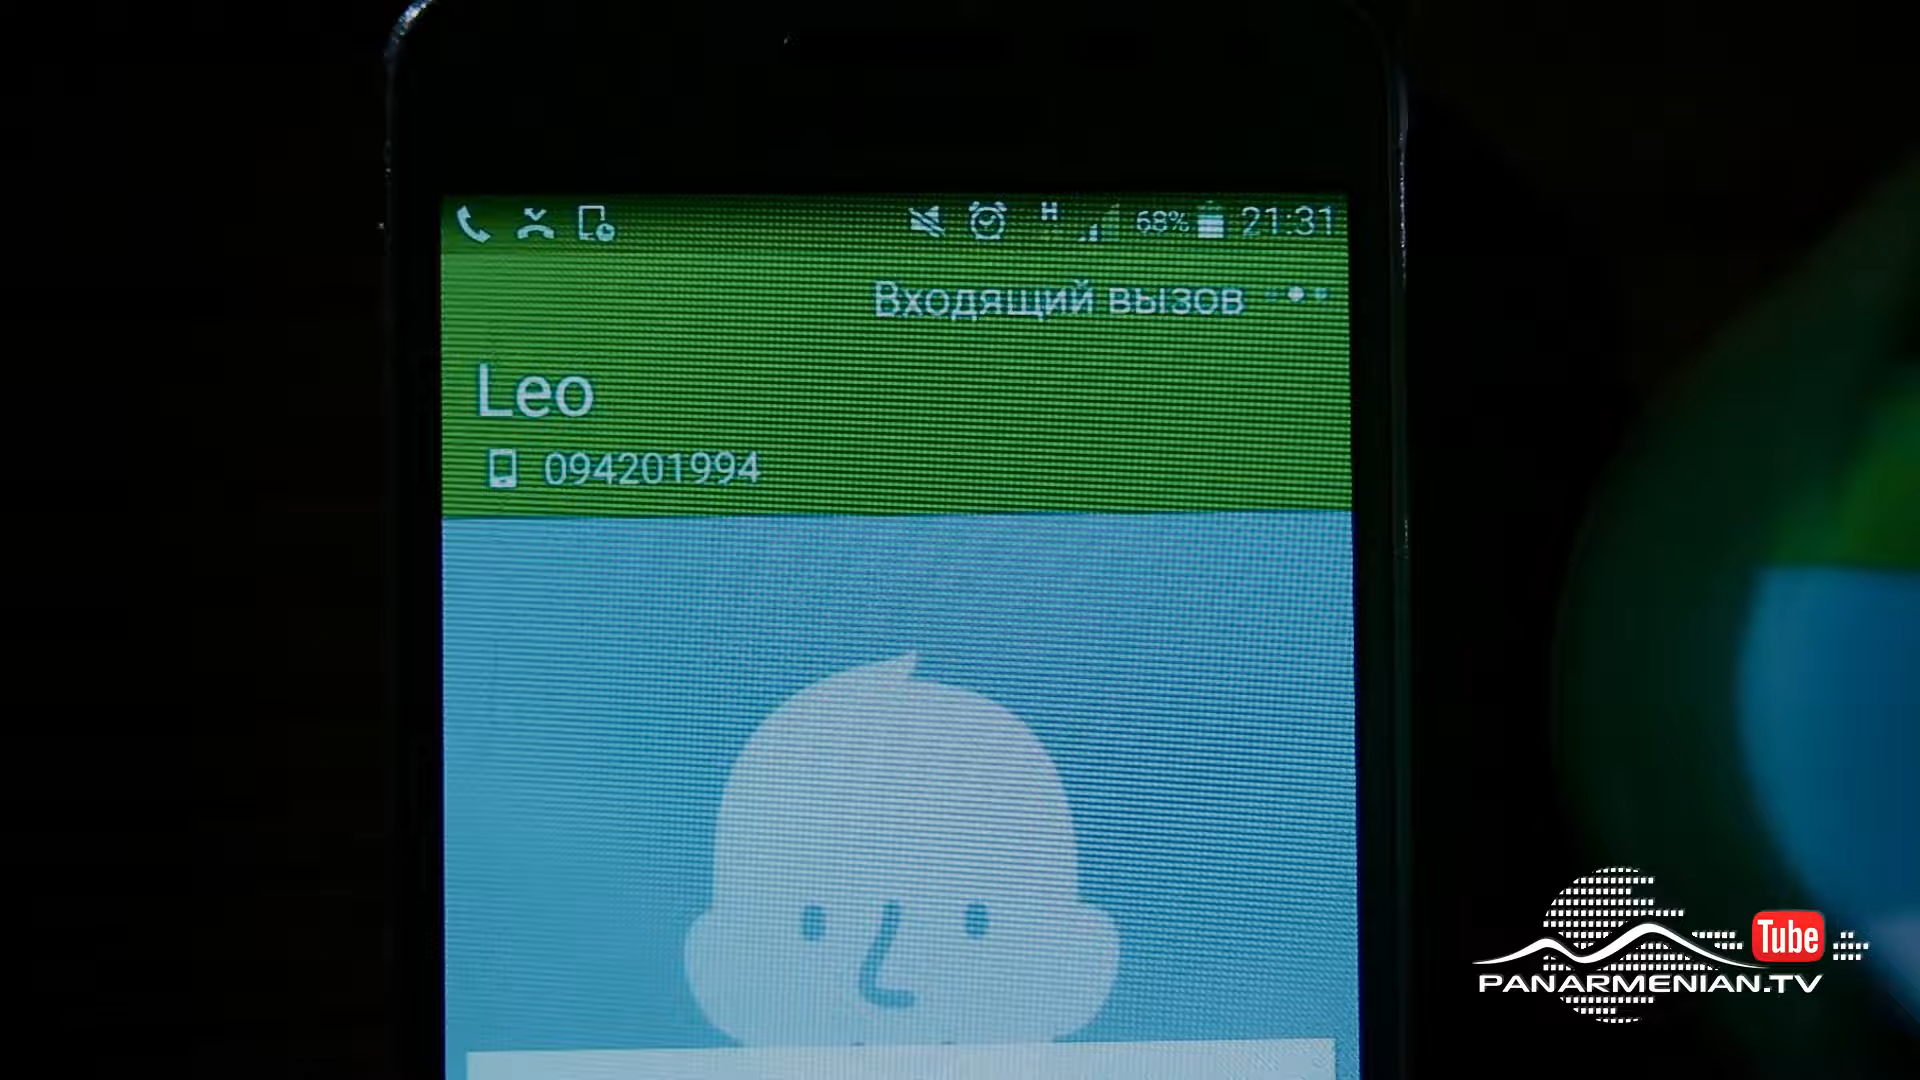 H 68% 21:31
Входящий вызов
Leo
094201994
Tube
PANARMENIAN.TV